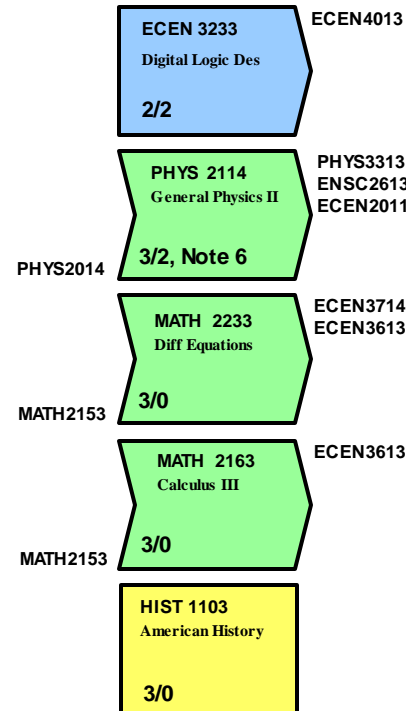 ECEN 3233
Digital Logic Des
2/2
ECEN4013
PHYS 2114
General Physics II
3/2, Note 6
PHYS3313
ENSC2613
ECEN2011
PHYS2014
MATH 2233
Diff Equations
3/0
ECEN3714
ECEN3613
MATH2153
MATH 2163
Calculus III
3/0
ECEN3613
MATH2153
HIST 1103
American History
3/0